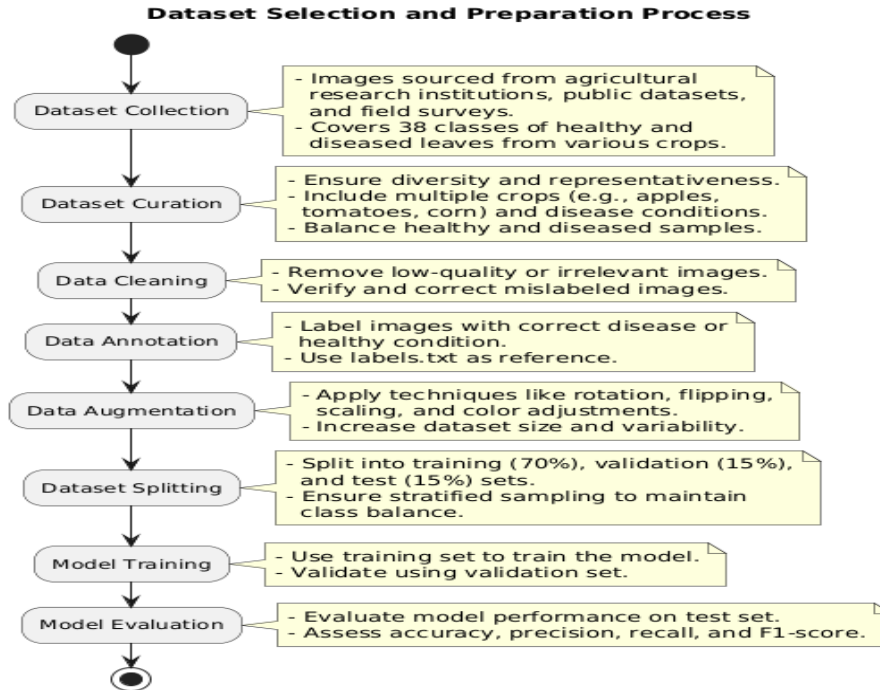 Dataset Selection and Preparation Process
Dataset Collection
- Images sourced from agricultural
research institutions, public datasets,
and field surveys.
- Covers 38 classes of healthy and
diseased leaves from various crops.
Dataset Curation
- Ensure diversity and representativeness.
- Include multiple crops (e.g., apples,
tomatoes, corn) and disease conditions.
- Balance healthy and diseased samples.
Data Cleaning
- Remove low-quality or irrelevant images.
- Verify and correct mislabeled images.
Data Annotation
- Label images with correct disease or
healthy condition.
- Use labels.txt as reference.
Data Augmentation
- Apply techniques like rotation, flipping,
scaling, and color adjustments.
- Increase dataset size and variability.
Dataset Splitting
- Split into training (70%), validation (15%),
and test (15%) sets.
- Ensure stratified sampling to maintain
class balance.
Model Training
- Use training set to train the model.
- Validate using validation set.
Model Evaluation
- Evaluate model performance on test set.
- Assess accuracy, precision, recall, and F1-score.